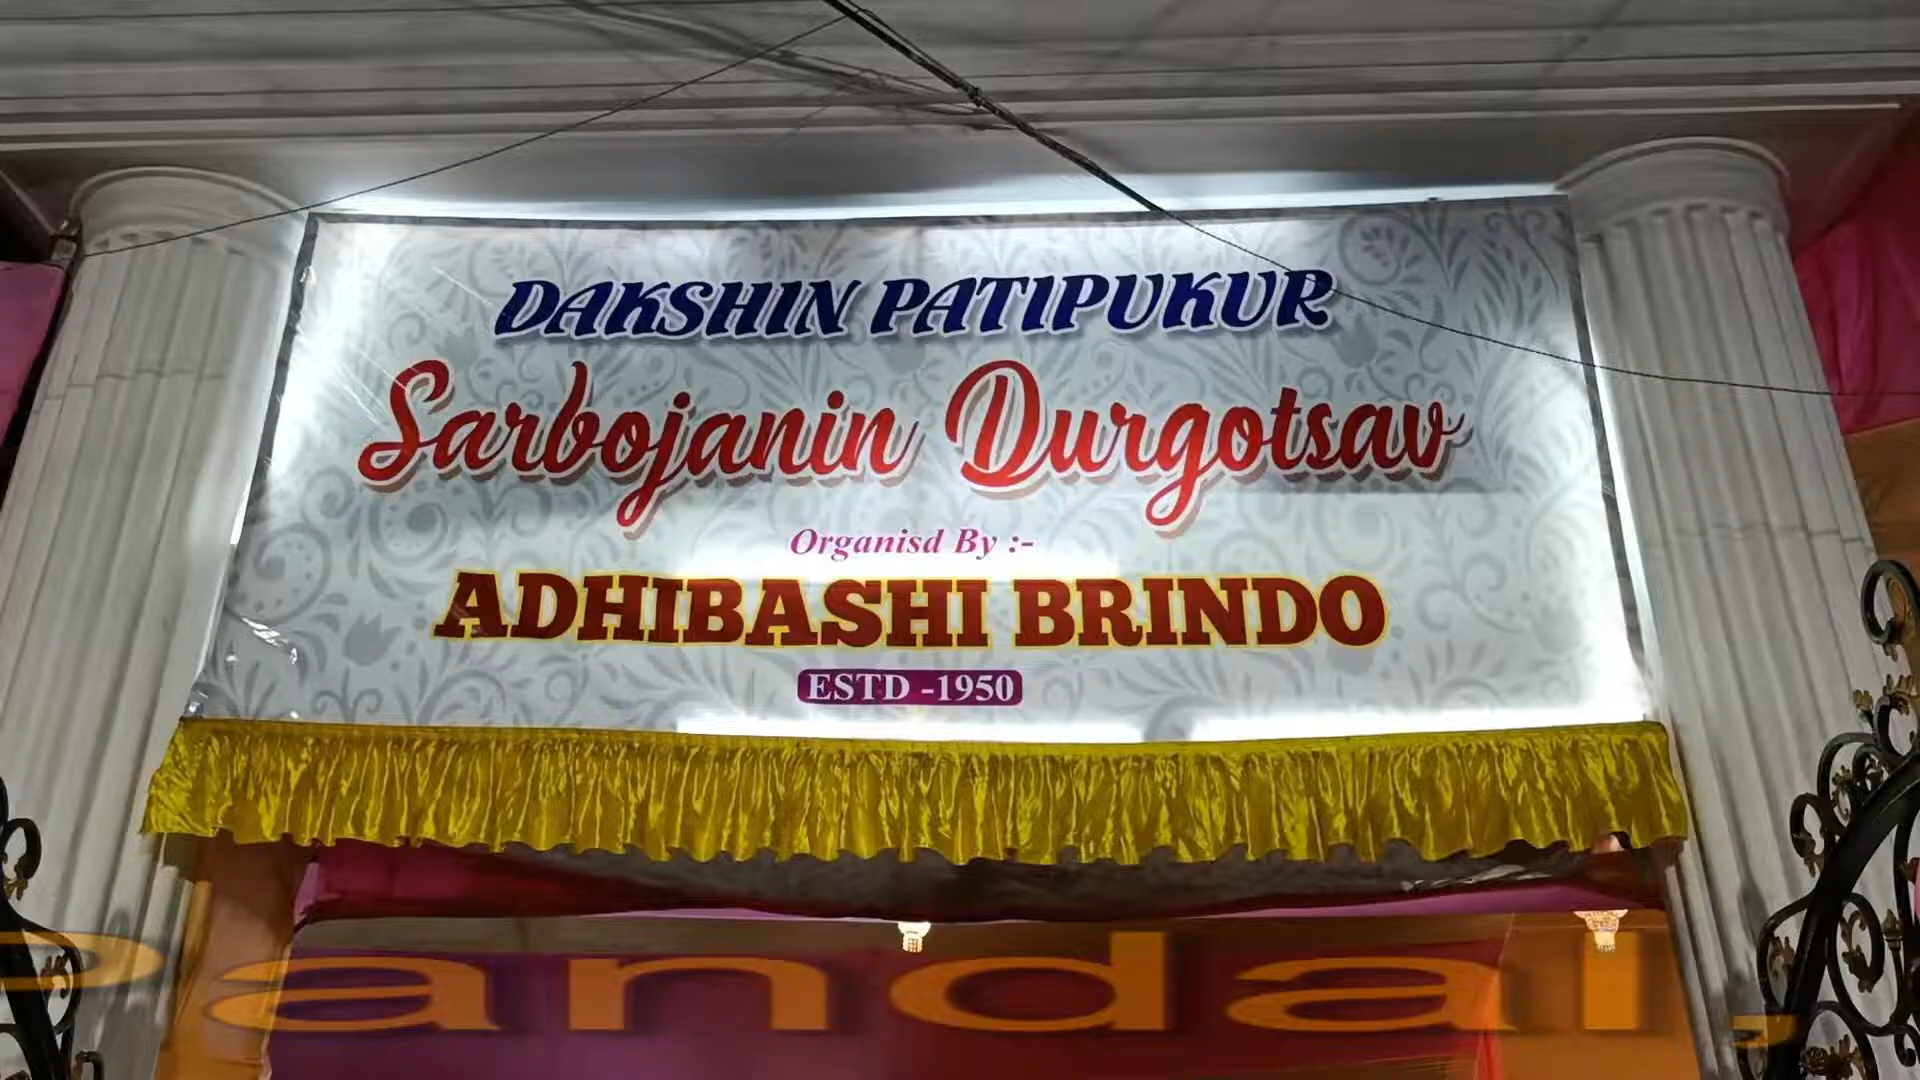 DAKSHIN PATIPUKUR
Sarbojanin Durgotsav
Organisd By :-
ADHIBASHI BRINDO
ESTD -1950
Pandal,